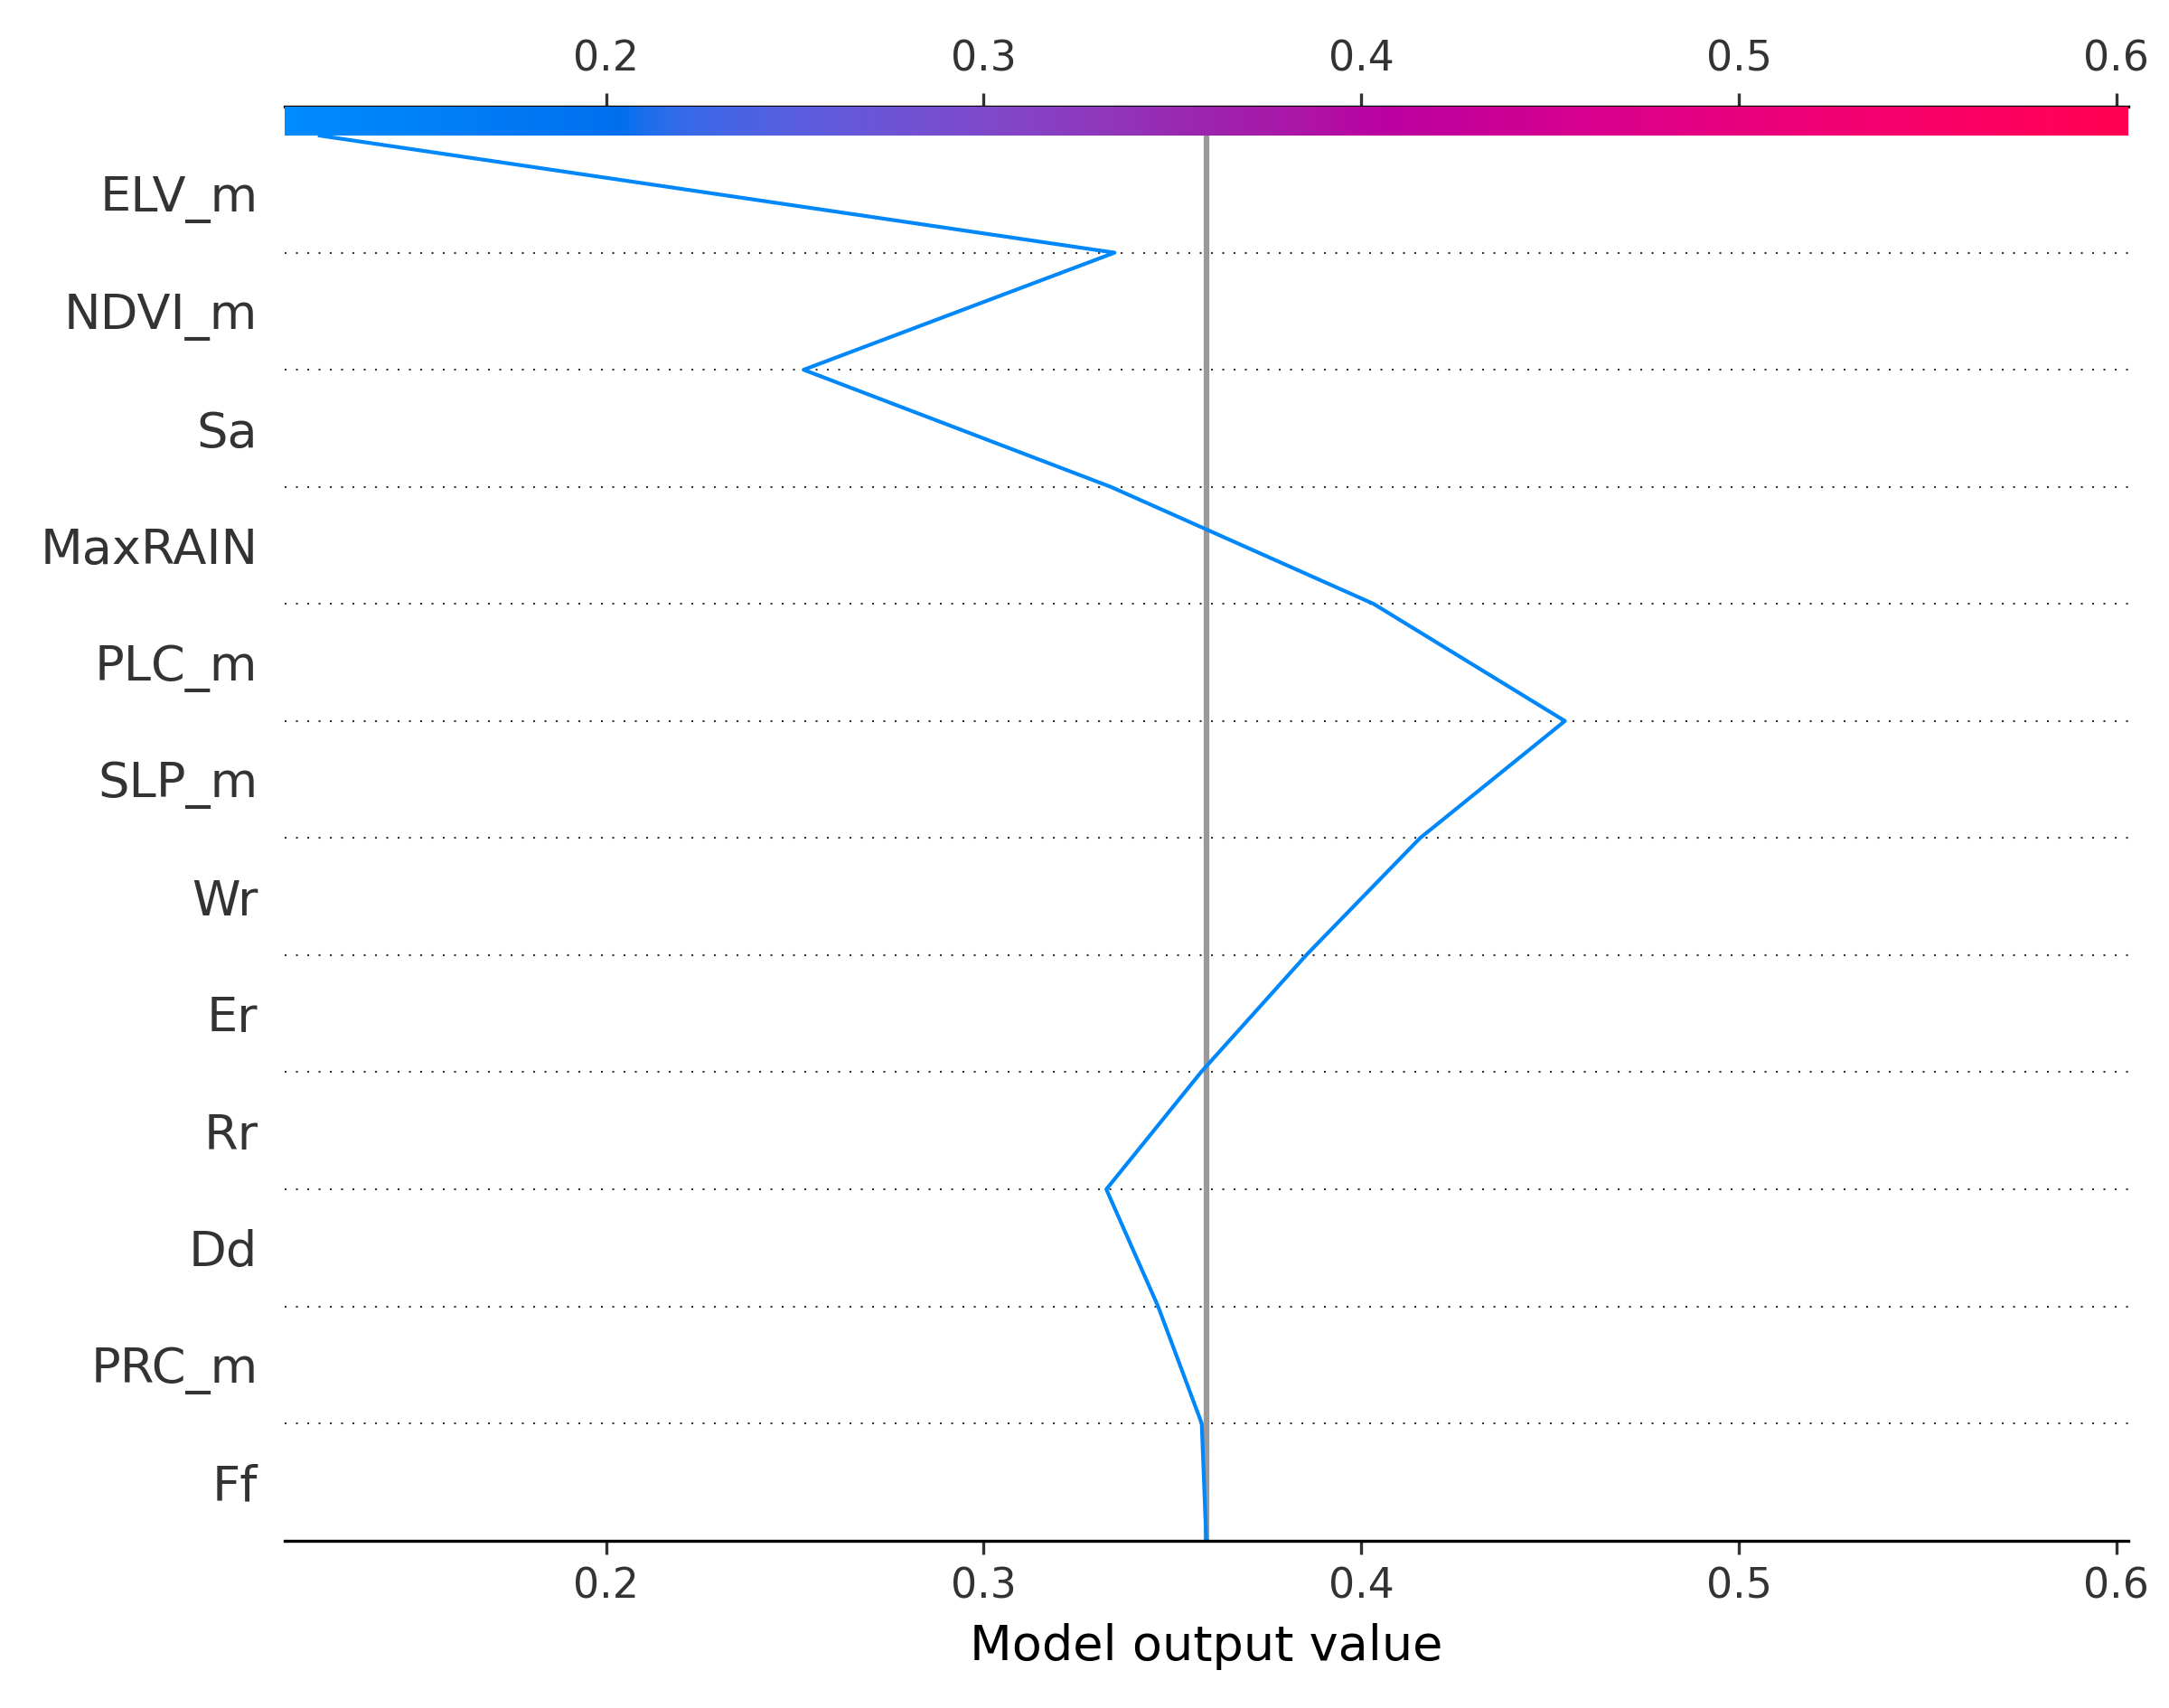 0.2 0.3 0.4 0.5 0.6
ELV_m
NDVI_m
Sa
MaxRAIN
PLC_m
SLP_m
Wr
Er
Rr
Dd
PRC_m
Ff
0.2 0.3 0.4 0.5 0.6
Model output value